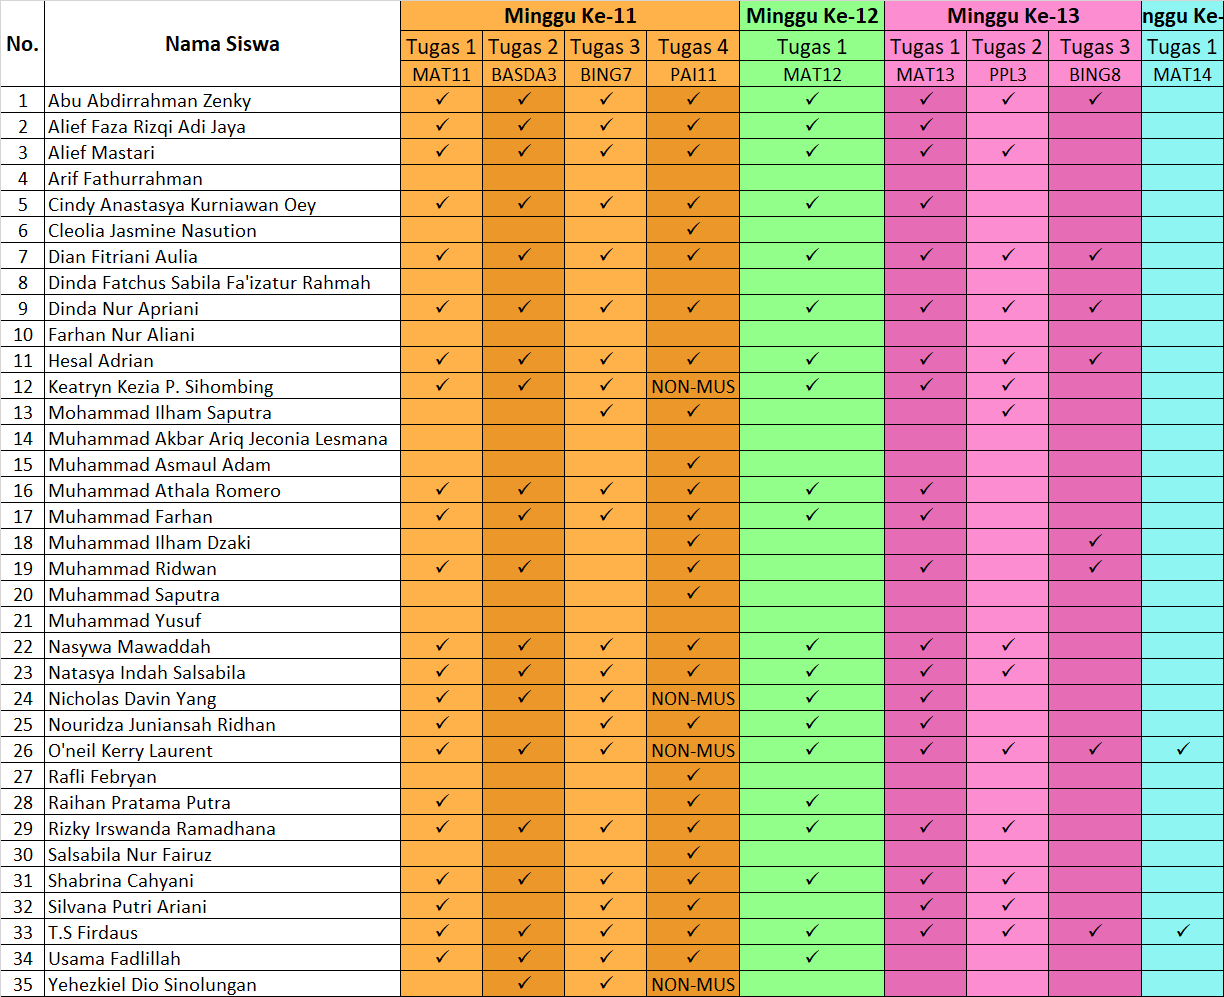 No. Nama Siswa Minggu Ke-11 Minggu Ke-12 Minggu Ke-13 nggu Ke-
Tugas 1 Tugas 2 Tugas 3 Tugas 4 Tugas 1 Tugas 1 Tugas 2 Tugas 3 Tugas 1
MAT11 BASDA3 BING7 PAI11 MAT12 MAT13 PPL3 BING8 MAT14
1 Abu Abdirrahman Zenky ✓ ✓ ✓ ✓ ✓ ✓ ✓ ✓
2 Alief Faza Rizqi Adi Jaya ✓ ✓ ✓ ✓ ✓ ✓
3 Alief Mastari ✓ ✓ ✓ ✓ ✓ ✓ ✓
4 Arif Fathurrahman
5 Cindy Anastasya Kurniawan Oey ✓ ✓ ✓ ✓ ✓ ✓
6 Cleolia Jasmine Nasution ✓
7 Dian Fitriani Aulia ✓ ✓ ✓ ✓ ✓ ✓ ✓ ✓
8 Dinda Fatchus Sabila Fa'izatur Rahmah
9 Dinda Nur Apriani ✓ ✓ ✓ ✓ ✓ ✓ ✓ ✓
10 Farhan Nur Aliani
11 Hesal Adrian ✓ ✓ ✓ ✓ ✓ ✓ ✓ ✓
12 Keatryn Kezia P. Sihombing ✓ ✓ ✓ NON-MUS ✓ ✓ ✓
13 Mohammad Ilham Saputra ✓ ✓ ✓
14 Muhammad Akbar Ariq Jeconia Lesmana
15 Muhammad Asmaul Adam ✓
16 Muhammad Athala Romero ✓ ✓ ✓ ✓ ✓ ✓
17 Muhammad Farhan ✓ ✓ ✓ ✓ ✓ ✓
18 Muhammad Ilham Dzaki ✓ ✓
19 Muhammad Ridwan ✓ ✓ ✓ ✓ ✓
20 Muhammad Saputra ✓
21 Muhammad Yusuf
22 Nasywa Mawaddah ✓ ✓ ✓ ✓ ✓ ✓ ✓
23 Natasya Indah Salsabila ✓ ✓ ✓ ✓ ✓ ✓ ✓
24 Nicholas Davin Yang ✓ ✓ ✓ NON-MUS ✓ ✓
25 Nouridza Juniansah Ridhan ✓ ✓ ✓ ✓ ✓
26 O'neil Kerry Laurent ✓ ✓ ✓ NON-MUS ✓ ✓ ✓ ✓ ✓
27 Rafli Febryan ✓
28 Raihan Pratama Putra ✓ ✓ ✓
29 Rizky Irswanda Ramadhana ✓ ✓ ✓ ✓ ✓ ✓ ✓
30 Salsabila Nur Fairuz ✓
31 Shabrina Cahyani ✓ ✓ ✓ ✓ ✓ ✓ ✓
32 Silvana Putri Ariani ✓ ✓ ✓ ✓ ✓
33 T.S Firdaus ✓ ✓ ✓ ✓ ✓ ✓ ✓ ✓ ✓
34 Usama Fadlillah ✓ ✓ ✓ ✓ ✓
35 Yehezkiel Dio Sinolungan ✓ ✓ NON-MUS